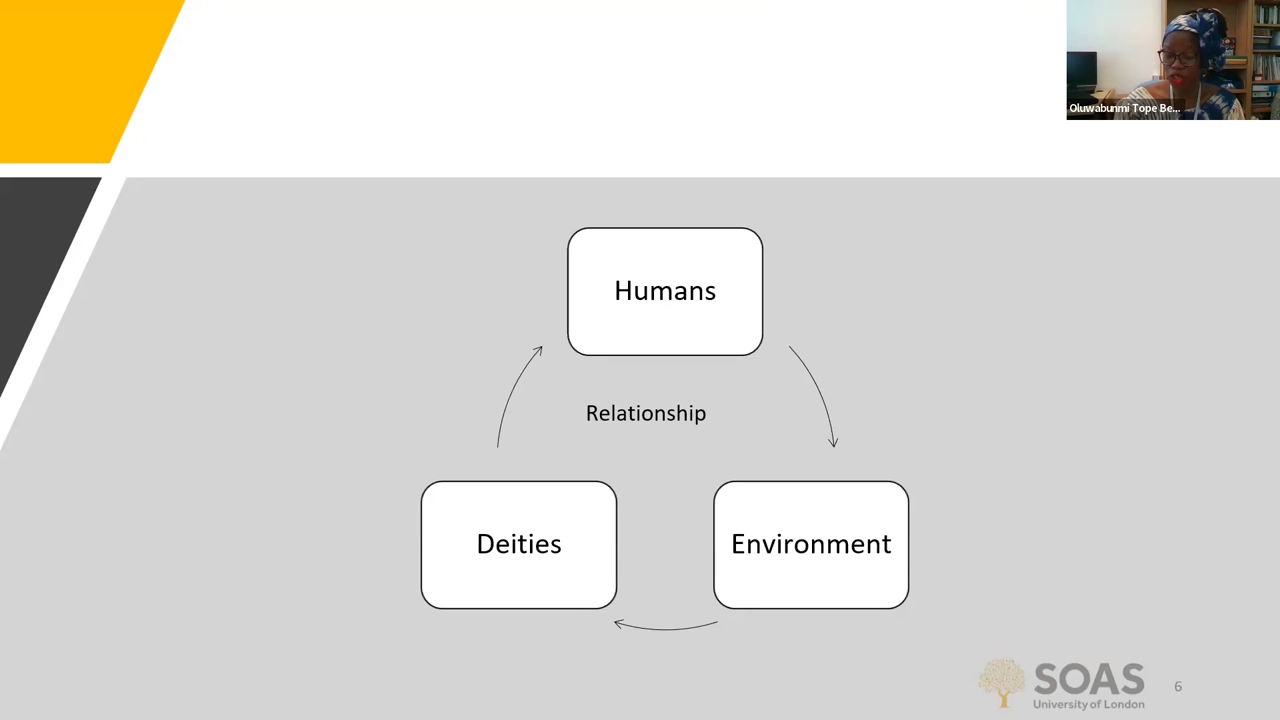 Oluwabunmi Tope Be...
Humans
Relationship
Deities
Environment
SOAS
University of London
6